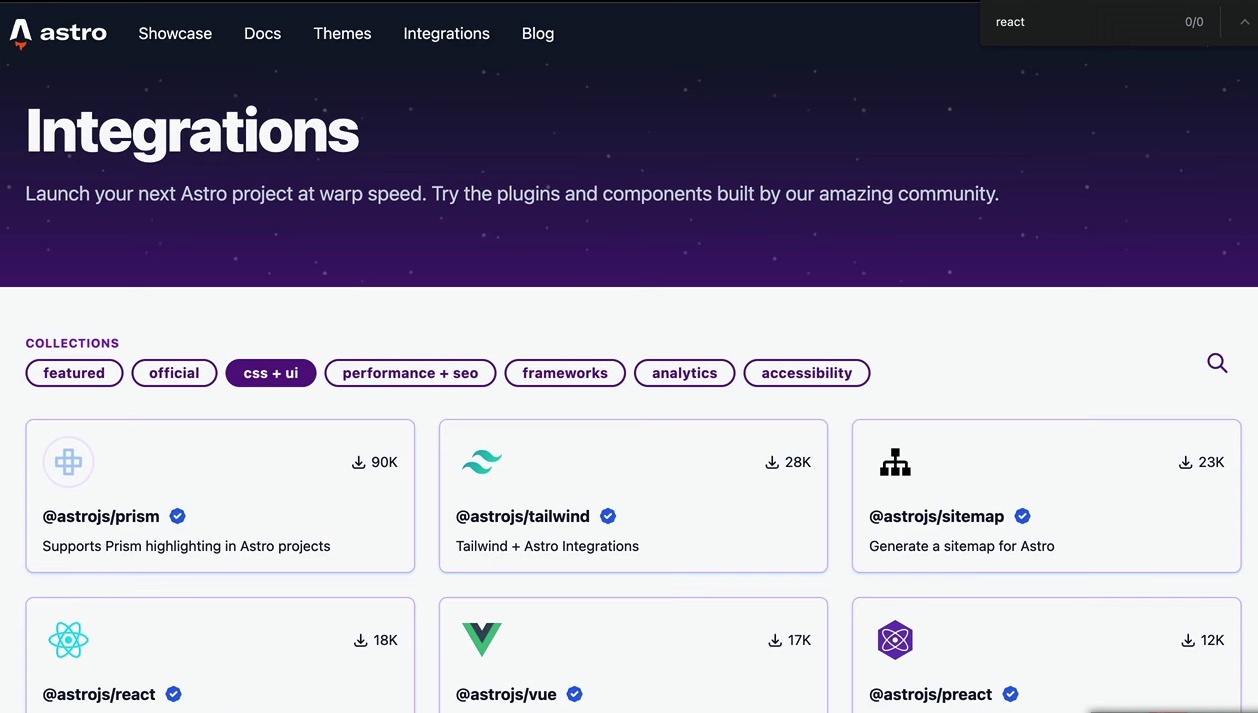 astro Showcase Docs Themes Integrations Blog
react 0/0
Integrations
Launch your next Astro project at warp speed. Try the plugins and components built by our amazing community.
COLLECTIONS
featured official css + ui performance + seo frameworks analytics accessibility
90K 28K 23K
@astrojs/prism @astrojs/tailwind @astrojs/sitemap
Supports Prism highlighting in Astro projects Tailwind + Astro Integrations Generate a sitemap for Astro
18K 17K 12K
@astrojs/react @astrojs/vue @astrojs/preact